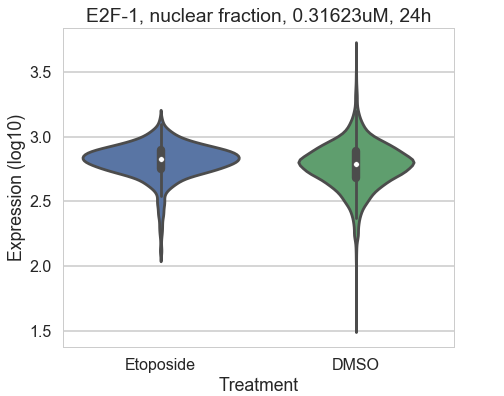 E2F-1, nuclear fraction, 0.31623uM, 24h
3.5
3.0
2.5
2.0
1.5
Expression (log10)
Etoposide
DMSO
Treatment